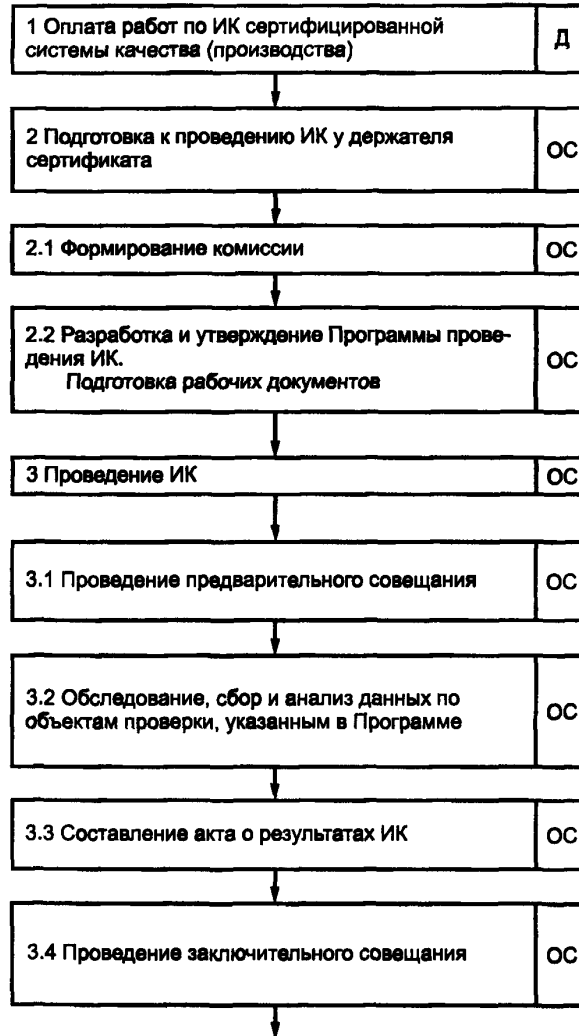 1 Оплата работ по ИК сертифицированной
системы качества (производства)
Д
2 Подготовка к проведению ИК у держателя
сертификата
ОС
2.1 Формирование комиссии
ОС
2.2 Разработка и утверждение Программы прове-
дения ИК.
Подготовка рабочих документов
ОС
3 Проведение ИК
ОС
3.1 Проведение предварительного совещания
ОС
3.2 Обследование, сбор и анализ данных по
объектам проверки, указанным в Программе
ОС
3.3 Составление акта о результатах ИК
ОС
3.4 Проведение заключительного совещания
ОС